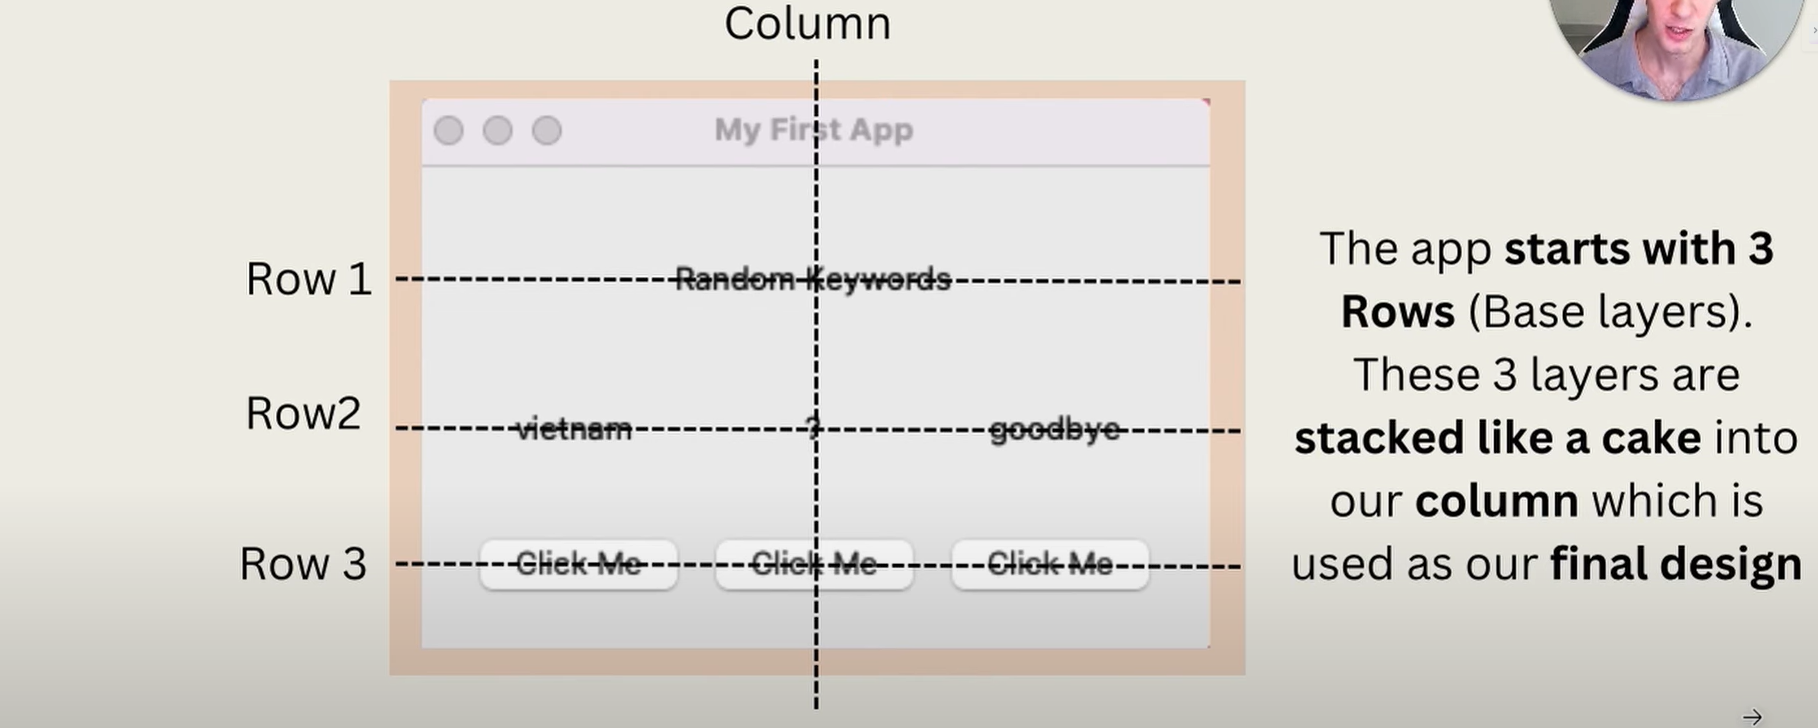 Column
My First App
Row 1
Random Keywords
Row2
vietnam ? goodbye
Row 3
Click Me Click Me Click Me
The app starts with 3
Rows (Base layers).
These 3 layers are
stacked like a cake into
our column which is
used as our final design